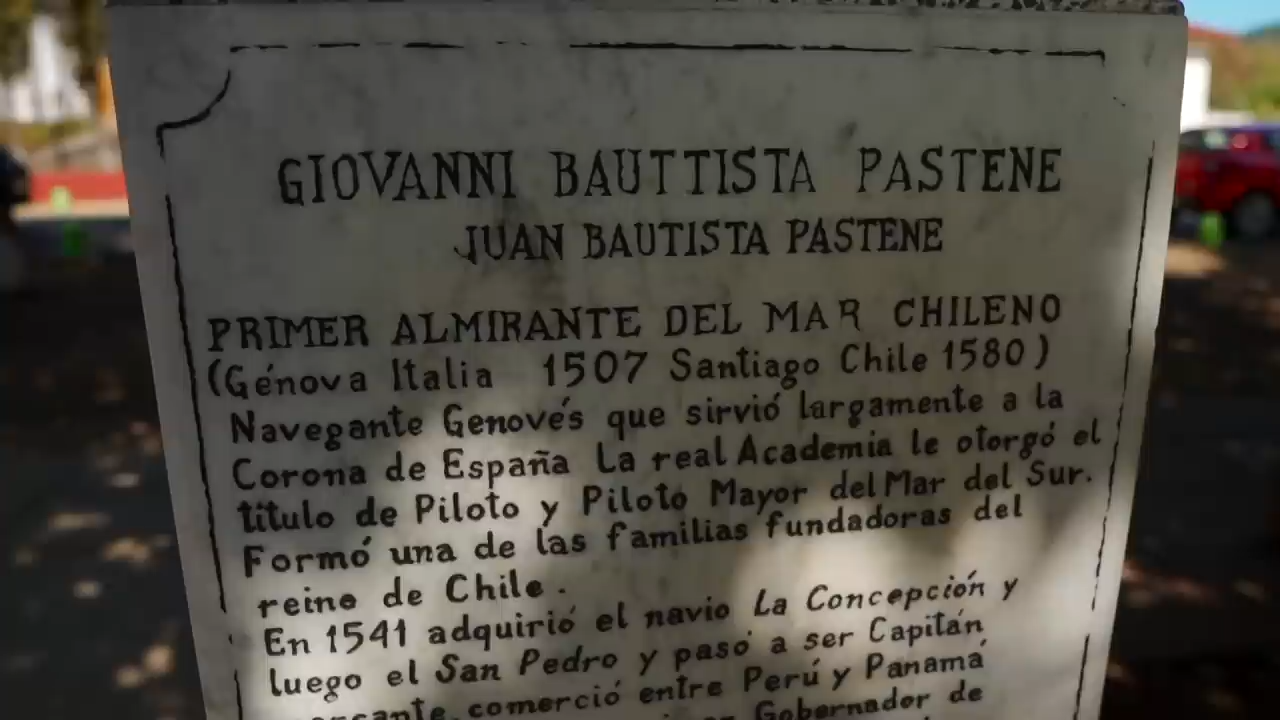 GIOVANNI BAUTTISTA PASTENE
JUAN BAUTISTA PASTENE
PRIMER ALMIRANTE DEL MAR CHILENO
(Génova Italia 1507 Santiago Chile 1580)
Navegante Genovés que sirvió largamente a la
Corona de España La real Academia le otorgó el
título de Piloto y Piloto Mayor del Mar del Sur.
Formó una de las familias fundadoras del
reino de Chile.
En 1541 adquirió el navio La Concepción y
luego el San Pedro y pasó a ser Capitán
comerció entre Perú y Panamá
Gobernador de